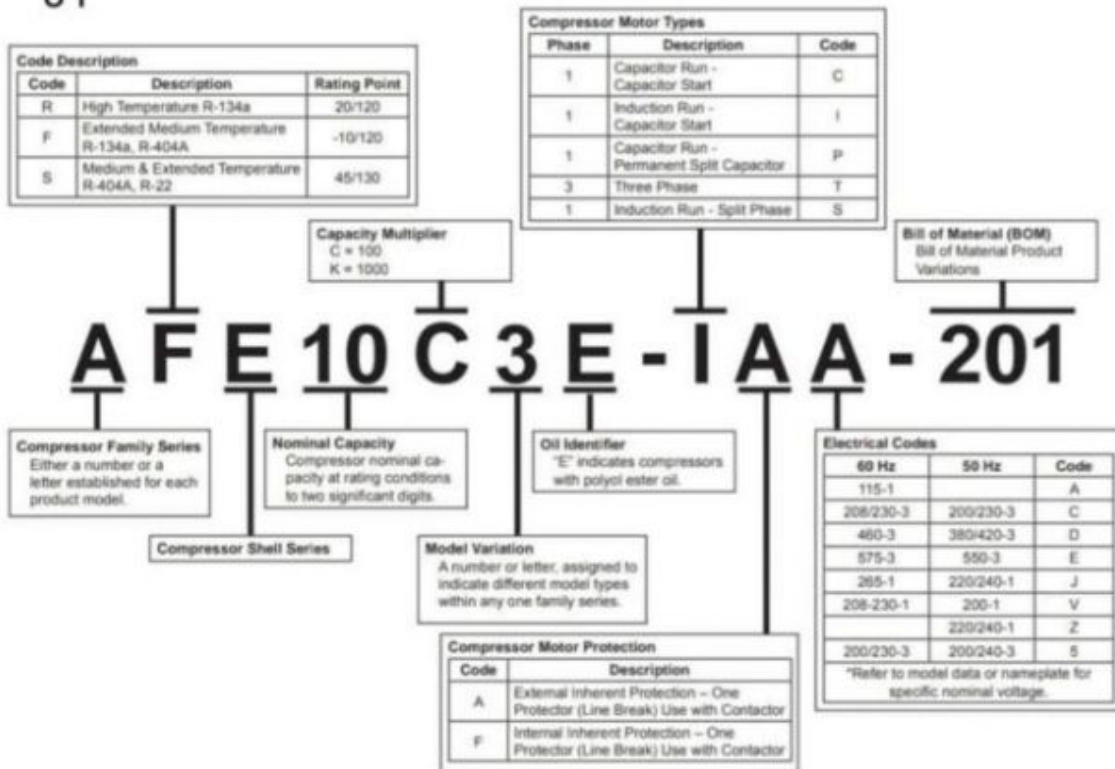 Compressor Motor Types
Phase Description Code
1 Capacitor Run - Capacitor Start C
1 Induction Run - Capacitor Start I
1 Capacitor Run - Permanent Split Capacitor P
3 Three Phase T
1 Induction Run - Split Phase S
Code Description
Code Description Rating Point
R High Temperature R-134a 20/120
F Extended Medium Temperature R-134a, R-404A -10/120
S Medium & Extended Temperature R-404A, R-22 45/130
Capacity Multiplier
C = 100
K = 1000
Bill of Material (BOM)
Bill of Material Product
Variations
A F E 10 C 3 E - I A A - 201
Compressor Family Series
Either a number or a
letter established for each
product model.
Compressor Shell Series
Nominal Capacity
Compressor nominal ca-
pacity at rating conditions
to two significant digits.
Model Variation
A number or letter, assigned to
indicate different model types
within any one family series.
Oil Identifier
"E" indicates compressors
with polyol ester oil.
Compressor Motor Protection
Code Description
A External Inherent Protection – One Protector (Line Break) Use with Contactor
F Internal Inherent Protection – One Protector (Line Break) Use with Contactor
Electrical Codes
60 Hz 50 Hz Code
115-1 A
208/230-3 200/230-3 C
460-3 380/420-3 D
575-3 550-3 E
265-1 220/240-1 J
208-230-1 200-1 V
220/240-1 Z
200/230-3 200/240-3 5
*Refer to model data or nameplate for
specific nominal voltage.